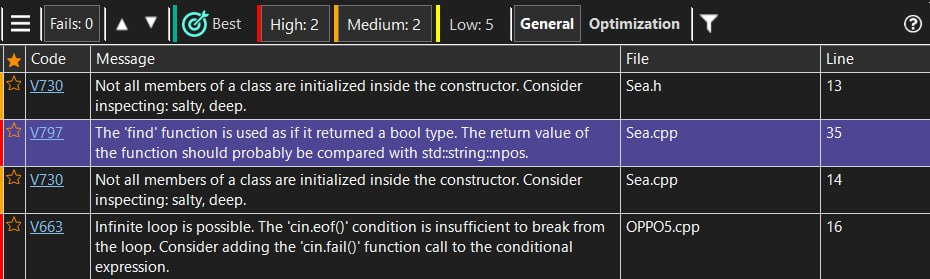 Fails: 0 Best High: 2 Medium: 2 Low: 5 General Optimization
Code Message File Line
V730 Not all members of a class are initialized inside the constructor. Consider Sea.h 13
inspecting: salty, deep.
V797 The 'find' function is used as if it returned a bool type. The return value of Sea.cpp 35
the function should probably be compared with std::string::npos.
V730 Not all members of a class are initialized inside the constructor. Consider Sea.cpp 14
inspecting: salty, deep.
V663 Infinite loop is possible. The 'cin.eof()' condition is insufficient to break from OPPO5.cpp 16
the loop. Consider adding the 'cin.fail()' function call to the conditional
expression.